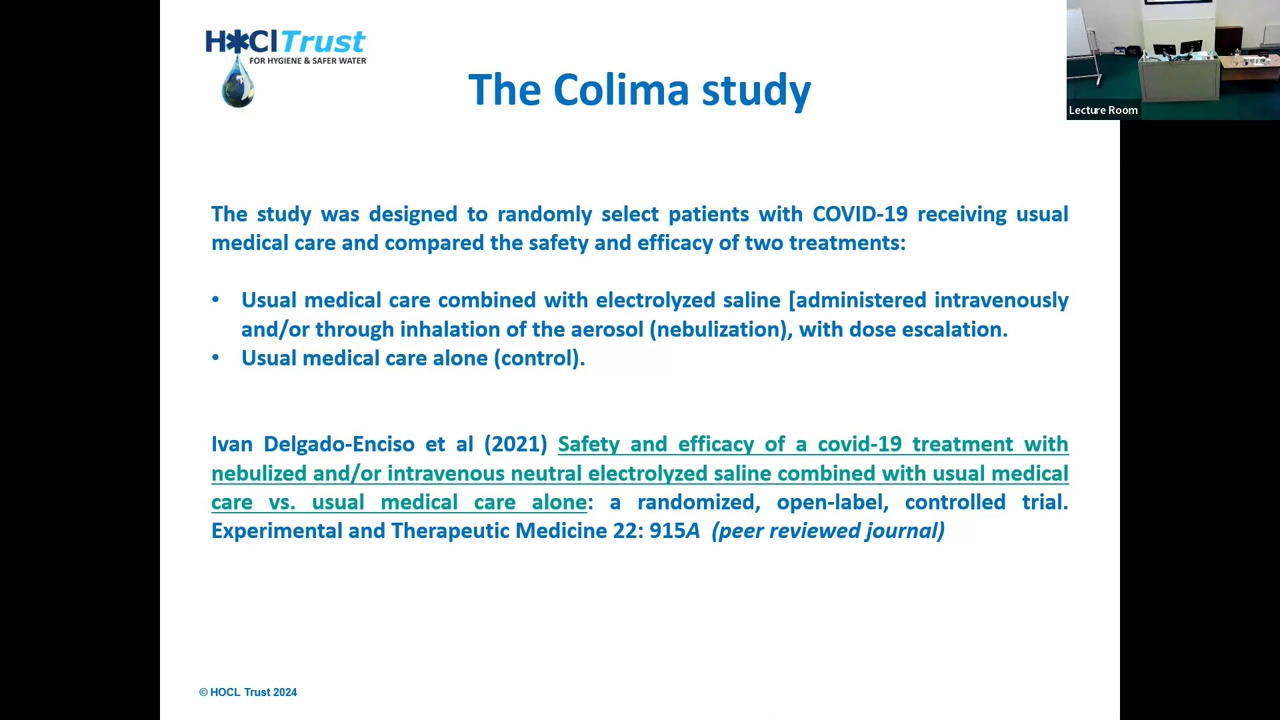 H*Cl Trust
FOR HYGIENE & SAFER WATER
The Colima study
Lecture Room
The study was designed to randomly select patients with COVID-19 receiving usual
medical care and compared the safety and efficacy of two treatments:
• Usual medical care combined with electrolyzed saline [administered intravenously
and/or through inhalation of the aerosol (nebulization), with dose escalation.
• Usual medical care alone (control).
Ivan Delgado-Enciso et al (2021) Safety and efficacy of a covid-19 treatment with
nebulized and/or intravenous neutral electrolyzed saline combined with usual medical
care vs. usual medical care alone: a randomized, open-label, controlled trial.
Experimental and Therapeutic Medicine 22: 915A (peer reviewed journal)
© HOCL Trust 2024